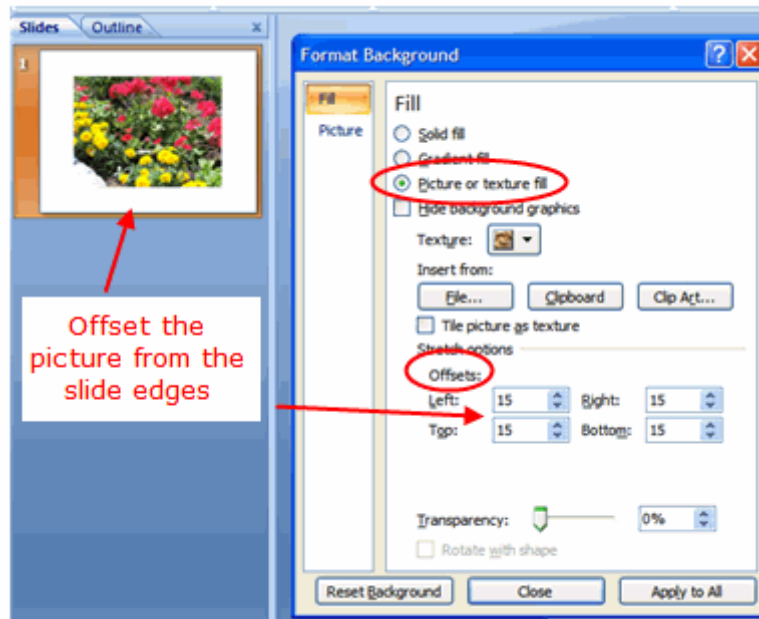 Slides Outline x
1
Offset the
picture from the
slide edges
Format Background ? X
Fill
Picture
Fill
Solid fill
Gradient fill
Picture or texture fill
Hide background graphics
Texture:
Insert from:
File... Clipboard Clip Art...
Tile picture as texture
Stretch options
Offsets:
Left: 15 Right: 15
Top: 15 Bottom: 15
Transparency: 0%
Rotate with shape
Reset Background Close Apply to All